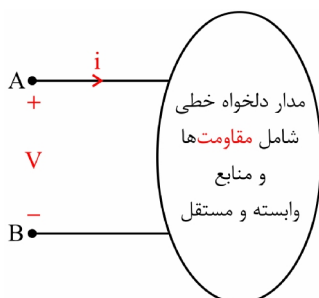 i
A
+
V
−
B
مدار دلخواه خطی
شامل مقاومت‌ها
و منابع
وابسته و مستقل